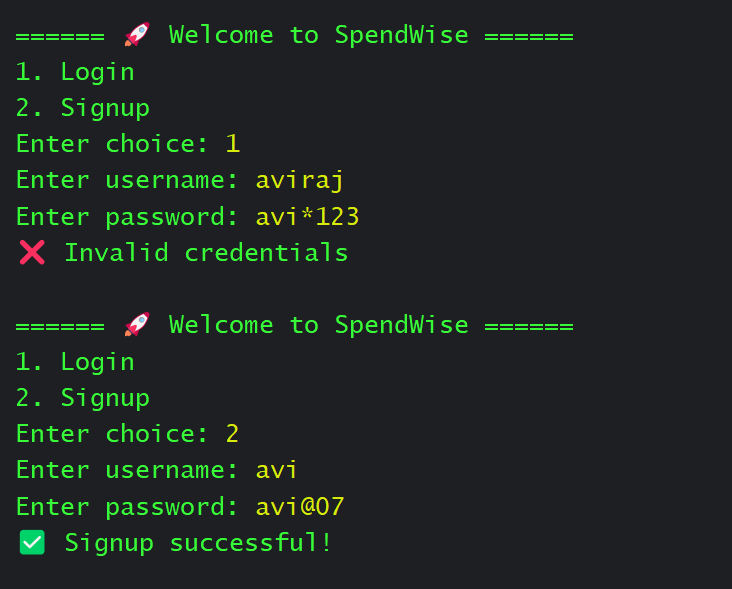 ====== 🚀 Welcome to SpendWise ======
1. Login
2. Signup
Enter choice: 1
Enter username: aviraj
Enter password: avi*123
❌ Invalid credentials

====== 🚀 Welcome to SpendWise ======
1. Login
2. Signup
Enter choice: 2
Enter username: avi
Enter password: avi@O7
✅ Signup successful!